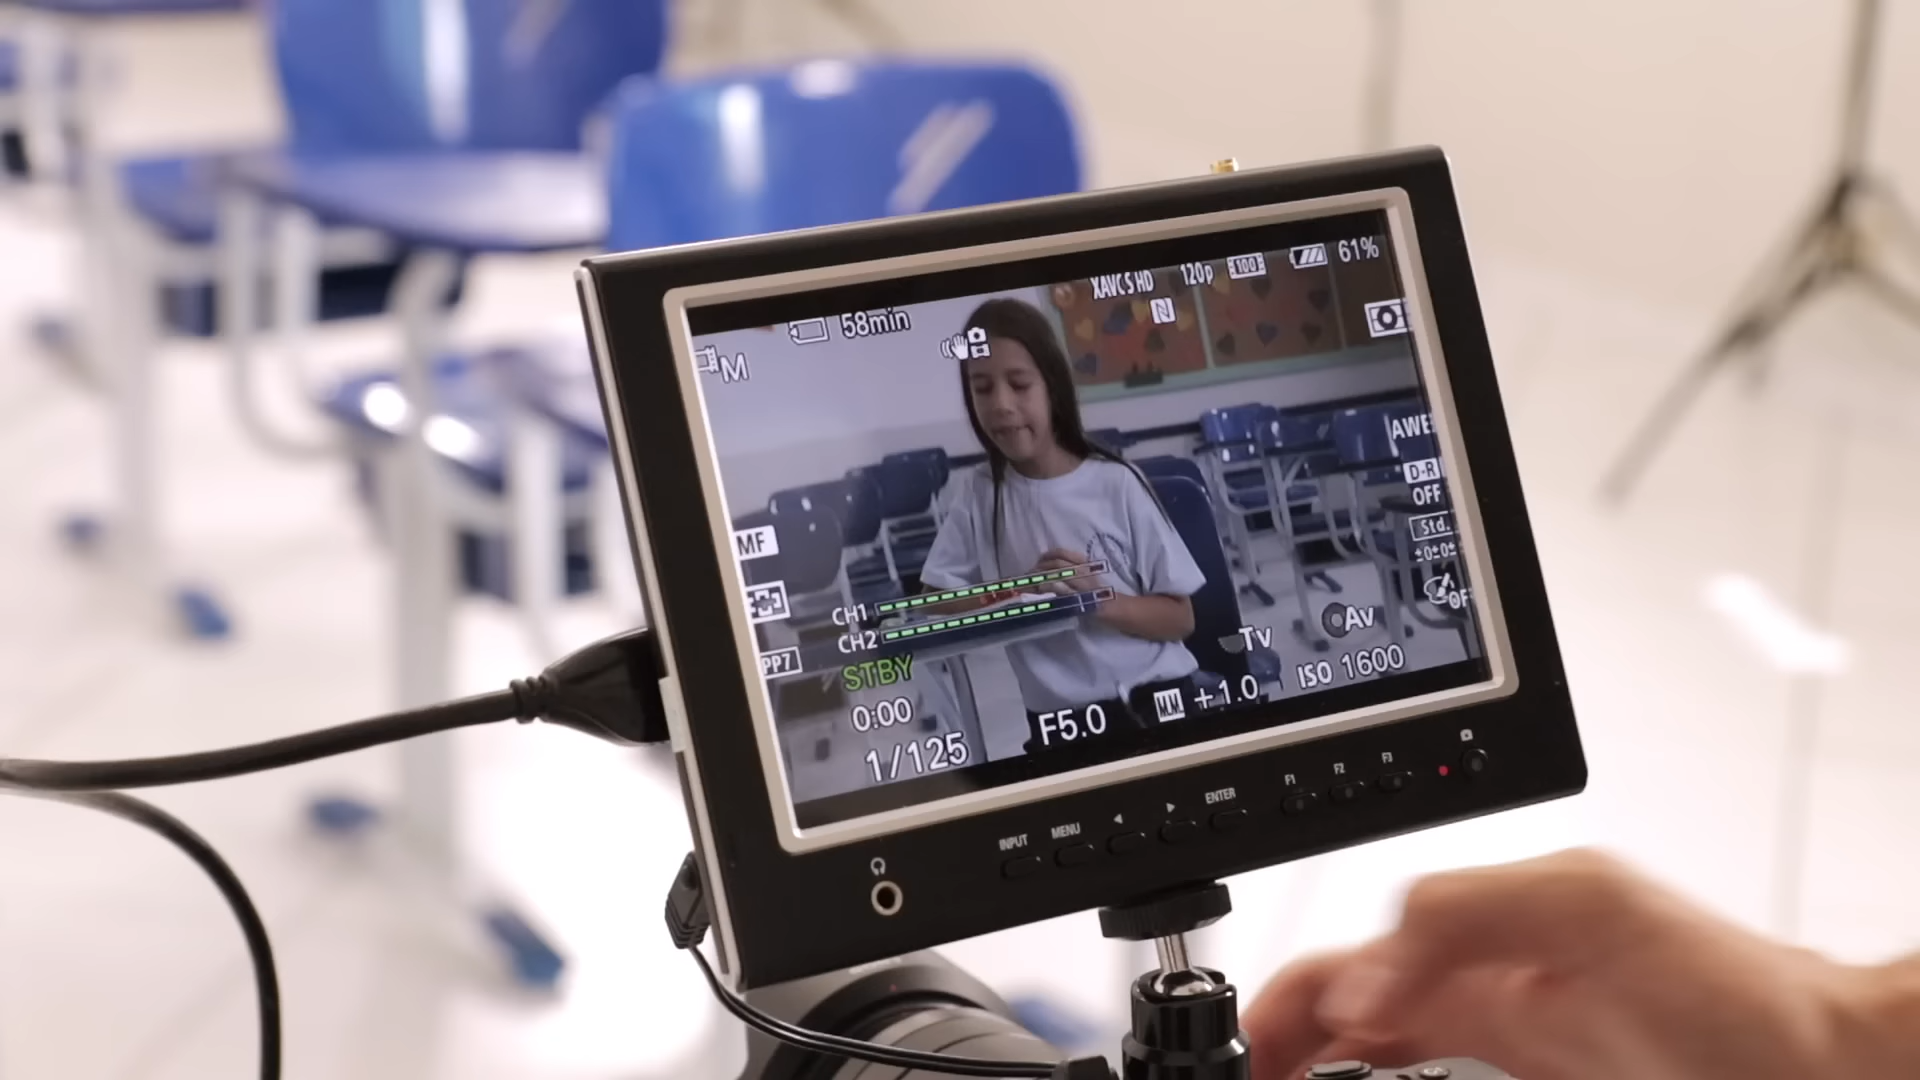 58min
XAVC S HD 120p 100 61%
M
AWB
D-R
OFF
Std.
±0±0±
MF
CH1
CH2
PP7
STBY
Tv
Av
OFF
0:00
M.M. +1.0
ISO 1600
1/125
F5.0
INPUT MENU ENTER F1 F2 F3